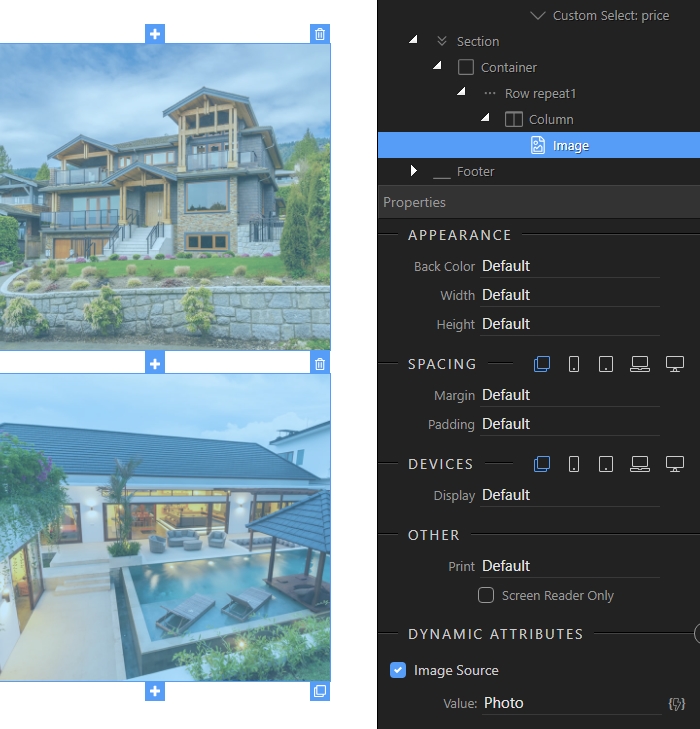 Custom Select: price
Section
Container
Row repeat1
Column
Image
Footer
Properties
APPEARANCE
Back Color Default
Width Default
Height Default
SPACING
Margin Default
Padding Default
DEVICES
Display Default
OTHER
Print Default
Screen Reader Only
DYNAMIC ATTRIBUTES
Image Source
Value: Photo